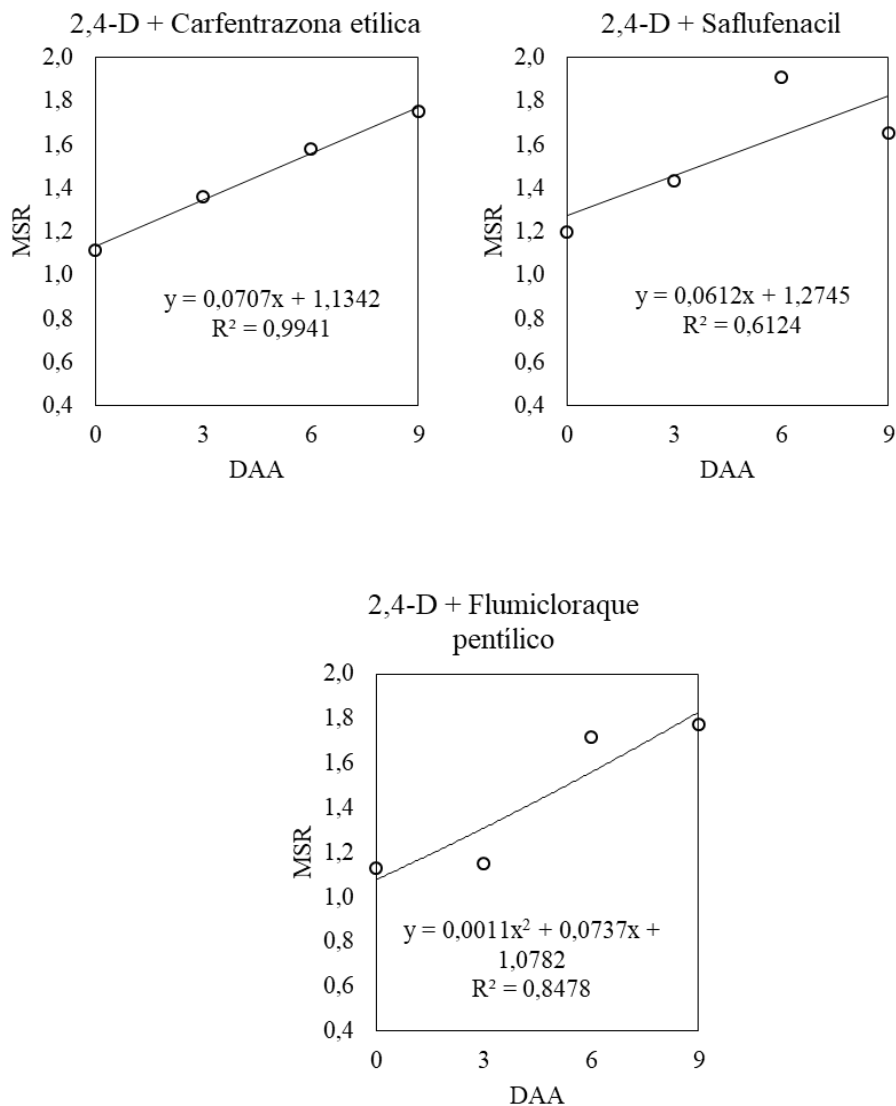 2,4-D + Carfentrazona etílica
2,0
1,8
1,6
1,4
1,2
1,0
0,8
0,6
0,4
MSR
y = 0,0707x + 1,1342
R² = 0,9941
0 3 6 9
DAA
2,4-D + Saflufenacil
2,0
1,8
1,6
1,4
1,2
1,0
0,8
0,6
0,4
MSR
y = 0,0612x + 1,2745
R² = 0,6124
0 3 6 9
DAA
2,4-D + Flumicloraque
pentílico
2,0
1,8
1,6
1,4
1,2
1,0
0,8
0,6
0,4
MSR
y = 0,0011x² + 0,0737x +
1,0782
R² = 0,8478
0 3 6 9
DAA